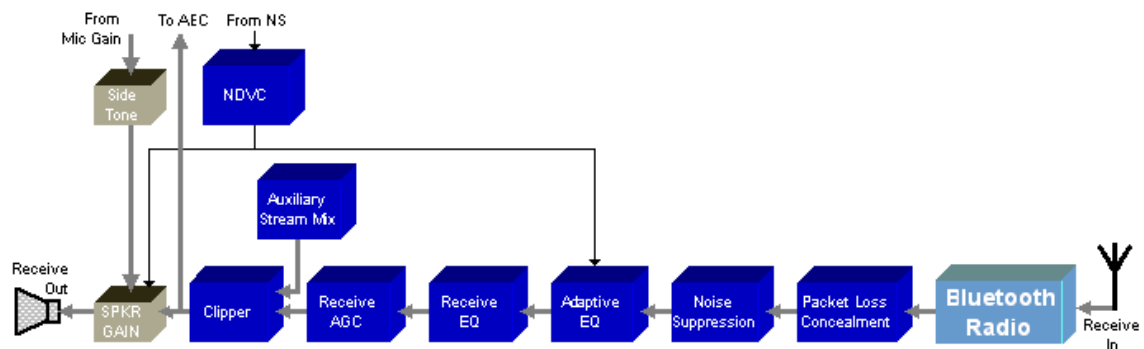 From
Mic Gain
To AEC
From NS
Side
Tone
NDVC
Auxiliary
Stream Mix
Receive
Out
SPKR
GAIN
Clipper
Receive
AGC
Receive
EQ
Adaptive
EQ
Noise
Suppression
Packet Loss
Concealment
Bluetooth
Radio
Receive
In